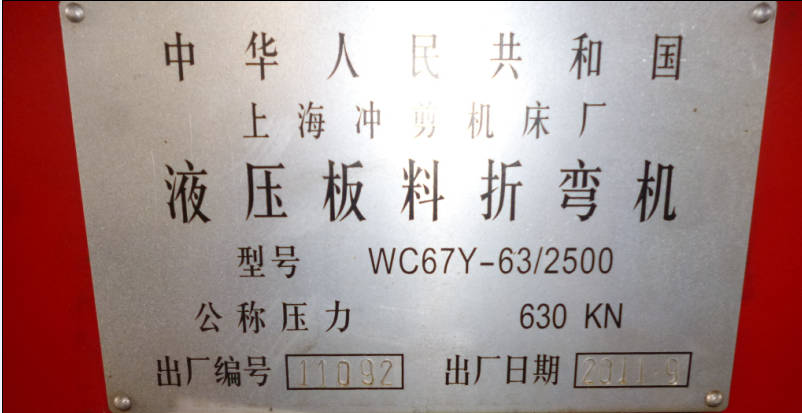 中华人民共和国
上海冲剪机床厂
液压板料折弯机
型号 WC67Y-63/2500
公称压力 630 KN
出厂编号 11092 出厂日期 2011.9